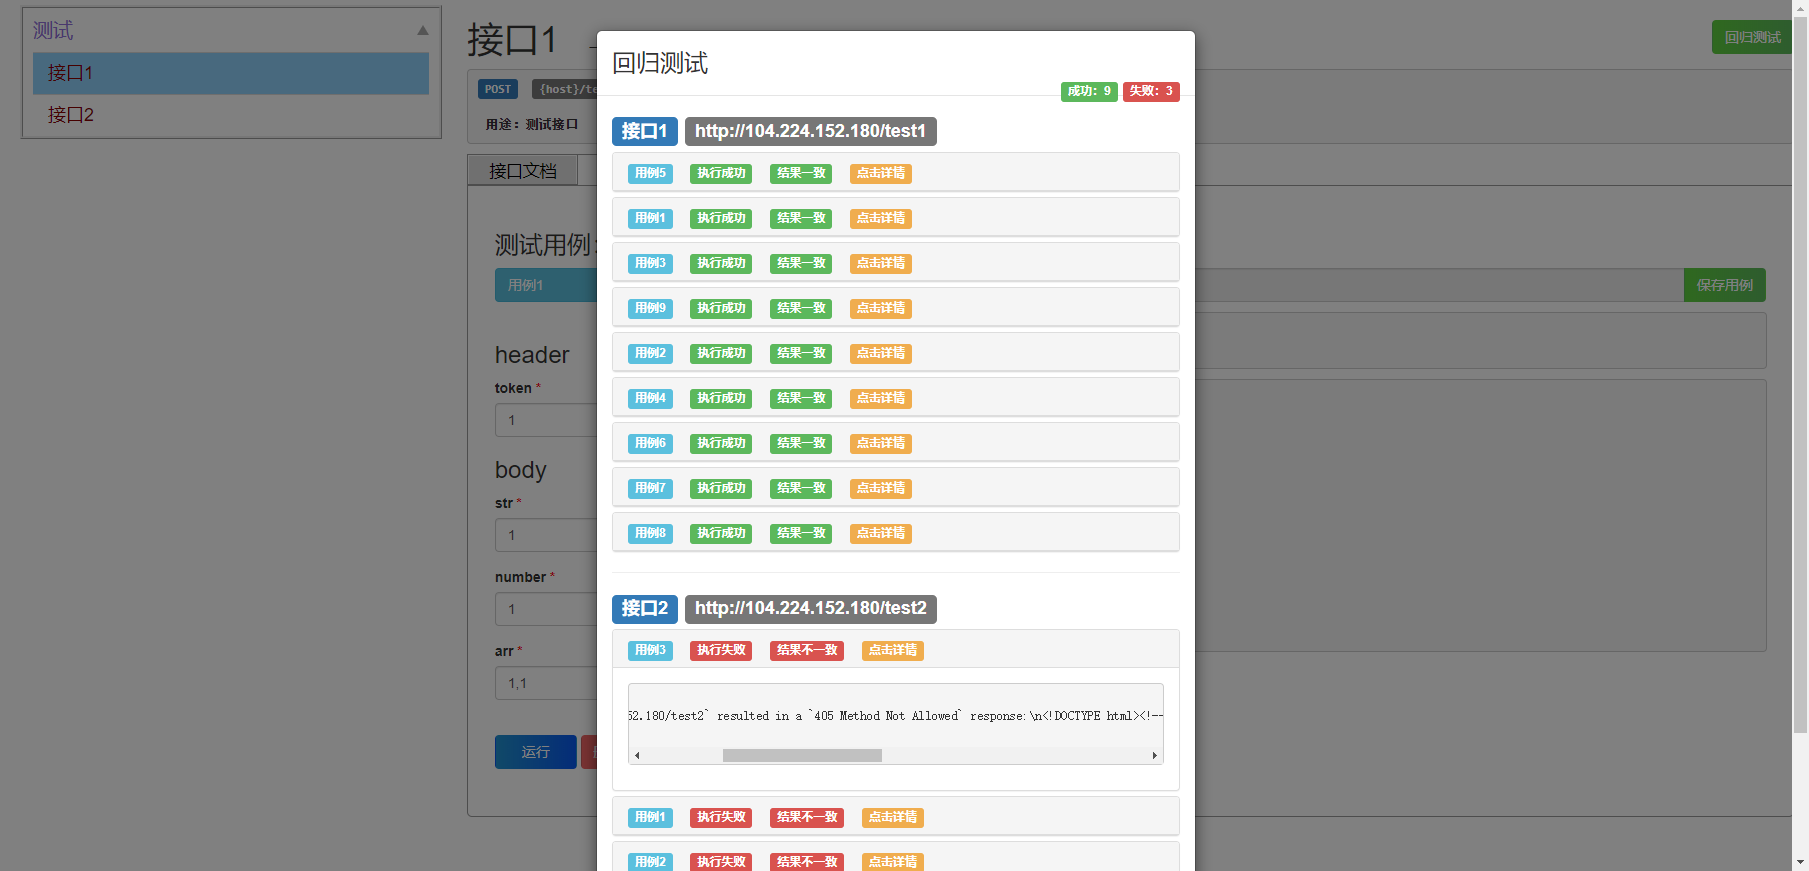 测试 ▲
接口1
接口2
接口1
回归测试
POST {host}/te
用途：测试接口
接口文档
测试用例：
用例1
保存用例
header
token *
1
body
str *
1
number *
1
arr *
1,1
运行
回归测试
成功：9 失败：3
接口1 http://104.224.152.180/test1
用例5 执行成功 结果一致 点击详情
用例1 执行成功 结果一致 点击详情
用例3 执行成功 结果一致 点击详情
用例9 执行成功 结果一致 点击详情
用例2 执行成功 结果一致 点击详情
用例4 执行成功 结果一致 点击详情
用例6 执行成功 结果一致 点击详情
用例7 执行成功 结果一致 点击详情
用例8 执行成功 结果一致 点击详情
接口2 http://104.224.152.180/test2
用例3 执行失败 结果不一致 点击详情
52.180/test2` resulted in a `405 Method Not Allowed` response:\n<!DOCTYPE html><!--
用例1 执行失败 结果不一致 点击详情
用例2 执行失败 结果不一致 点击详情